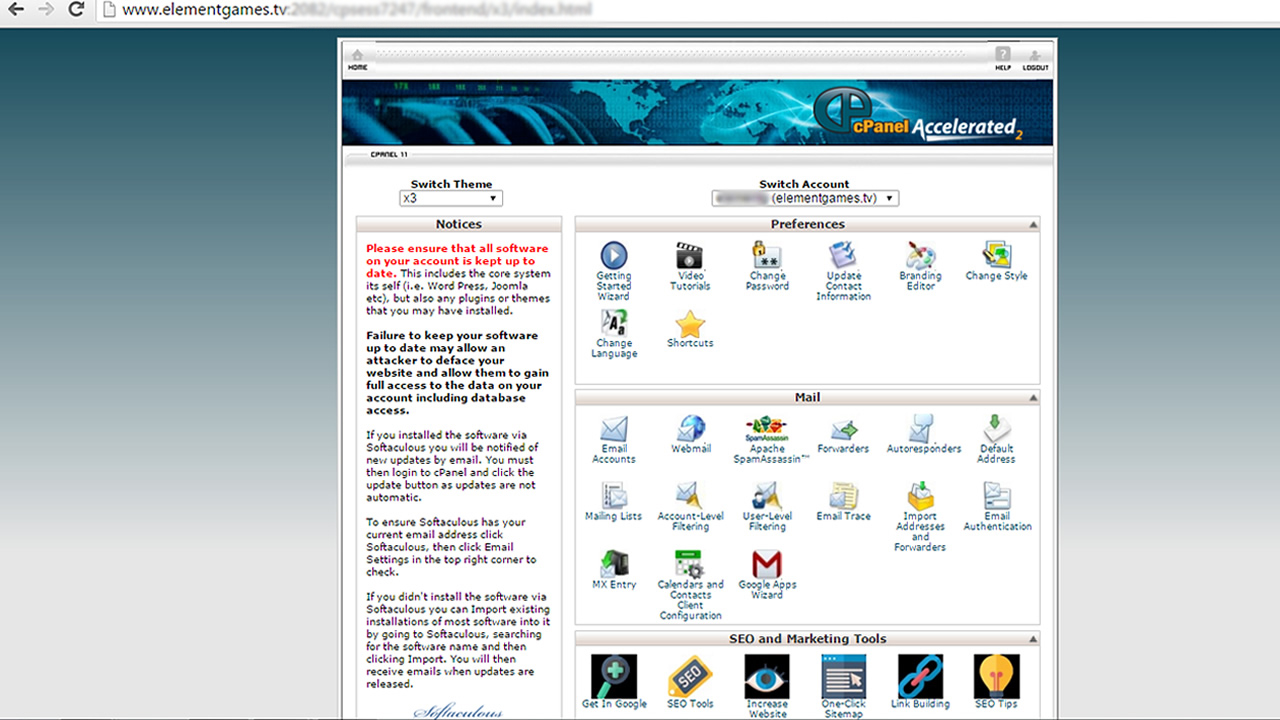 www.elementgames.tv:2082/cpsess7247/frontend/x3/index.html
HOME
HELP
LOGOUT
cPanel Accelerated2
CPANEL 11
Switch Theme
x3
Switch Account
(elementgames.tv)
Notices
Please ensure that all software
on your account is kept up to
date. This includes the core system
its self (i.e. Word Press, Joomla
etc), but also any plugins or themes
that you may have installed.
Failure to keep your software
up to date may allow an
attacker to deface your
website and allow them to gain
full access to the data on your
account including database
access.
If you installed the software via
Softaculous you will be notified of
new updates by email. You must
then login to cPanel and click the
update button as updates are not
automatic.
To ensure Softaculous has your
current email address click
Softaculous, then click Email
Settings in the top right corner to
check.
If you didn't install the software via
Softaculous you can Import existing
installations of most software into it
by going to Softaculous, searching
for the software name and then
clicking Import. You will then
receive emails when updates are
released.
Softaculous
Preferences
Getting
Started
Wizard
Video
Tutorials
Change
Password
Update
Contact
Information
Branding
Editor
Change Style
Change
Language
Shortcuts
Mail
Email
Accounts
Webmail
SpamAssassin
Apache
SpamAssassin™
Forwarders
Autoresponders
Default
Address
Mailing Lists
Account-Level
Filtering
User-Level
Filtering
Email Trace
Import
Addresses
and
Forwarders
Email
Authentication
MX Entry
Calendars and
Contacts
Client
Configuration
Google Apps
Wizard
SEO and Marketing Tools
Get In Google
SEO
SEO Tools
Increase
Website
One-Click
Sitemap
Link Building
SEO Tips